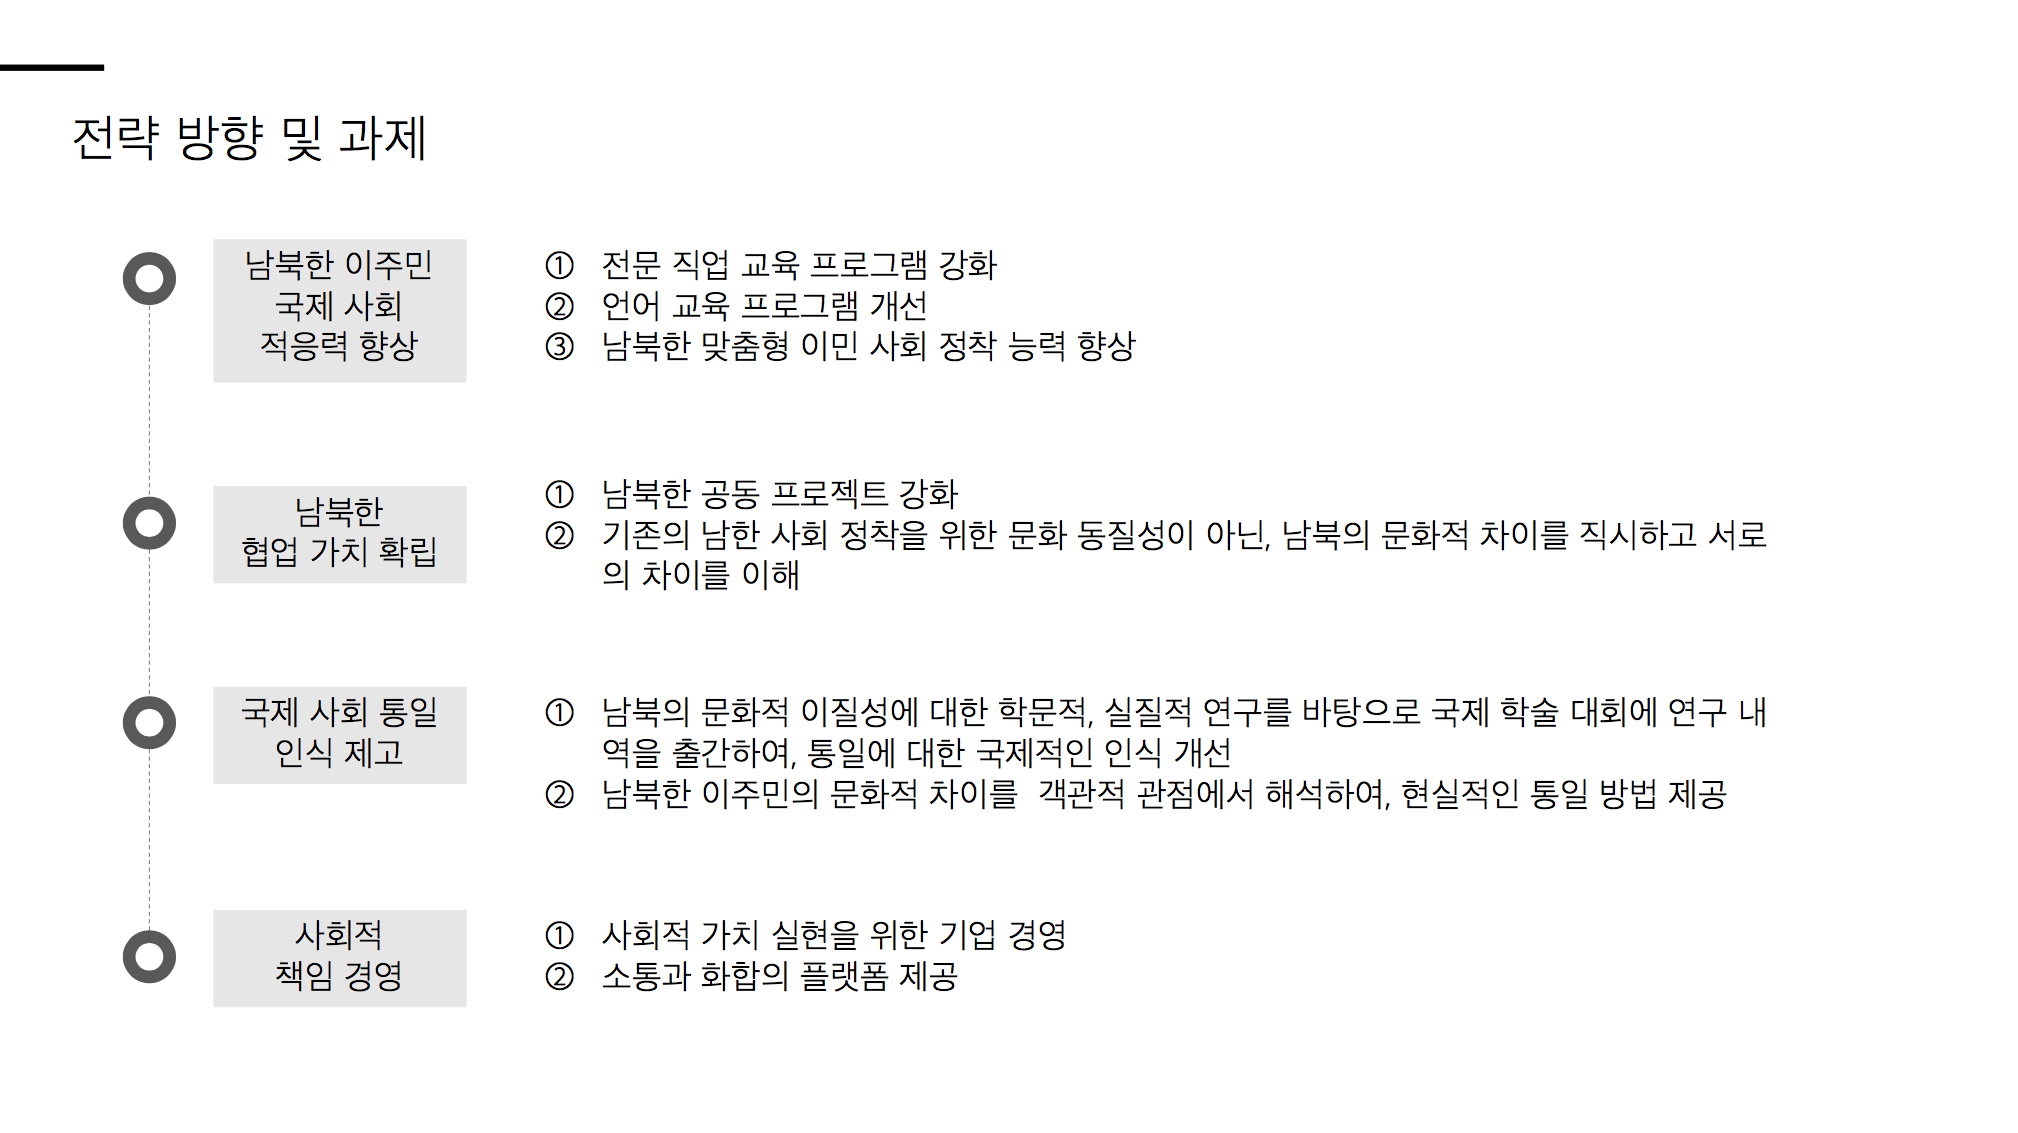 전략 방향 및 과제
남북한 이주민
국제 사회
적응력 향상
① 전문 직업 교육 프로그램 강화
② 언어 교육 프로그램 개선
③ 남북한 맞춤형 이민 사회 정착 능력 향상
남북한
협업 가치 확립
① 남북한 공동 프로젝트 강화
② 기존의 남한 사회 정착을 위한 문화 동질성이 아닌, 남북의 문화적 차이를 직시하고 서로
의 차이를 이해
국제 사회 통일
인식 제고
① 남북의 문화적 이질성에 대한 학문적, 실질적 연구를 바탕으로 국제 학술 대회에 연구 내
역을 출간하여, 통일에 대한 국제적인 인식 개선
② 남북한 이주민의 문화적 차이를 객관적 관점에서 해석하여, 현실적인 통일 방법 제공
사회적
책임 경영
① 사회적 가치 실현을 위한 기업 경영
② 소통과 화합의 플랫폼 제공